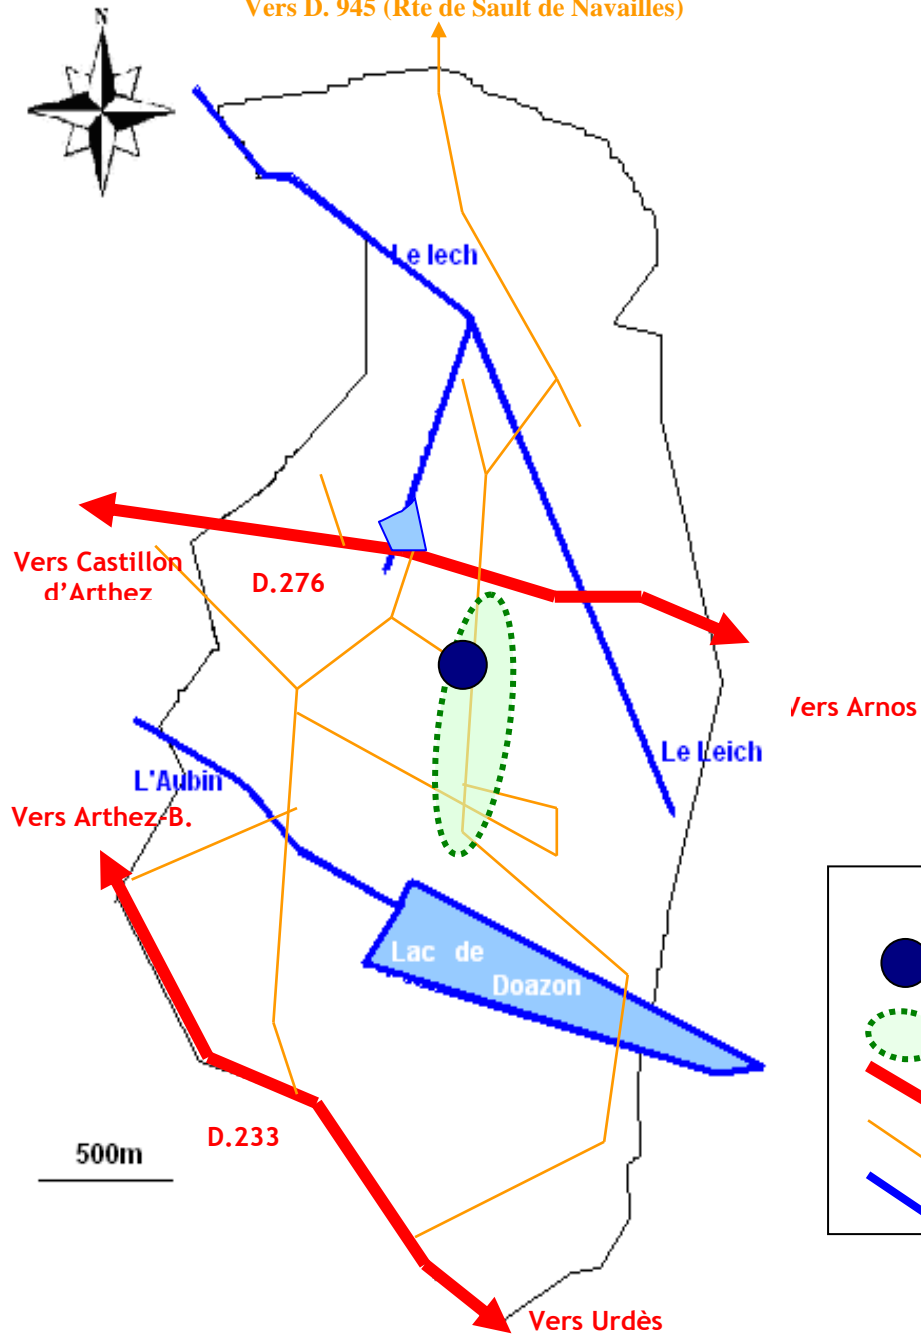 Vers D. 945 (Rte de Sault de Navailles)
N
Le lech
Vers Castillon
d'Arthez
D.276
Vers Arnos
Le Leich
L'Aubin
Vers Arthez-B.
Lac de
Doazon
D.233
500m
Vers Urdès